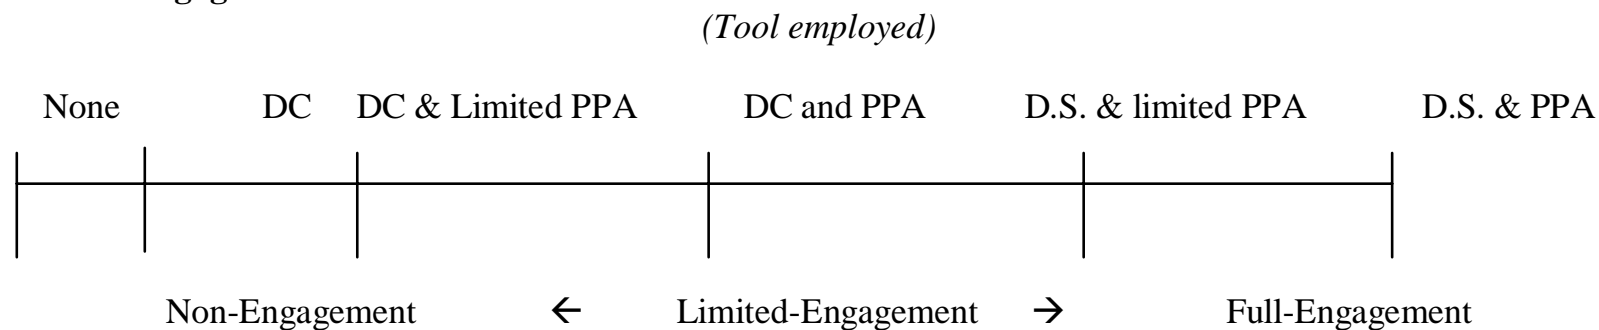 (Tool employed)
None DC DC & Limited PPA DC and PPA D.S. & limited PPA D.S. & PPA
Non-Engagement ← Limited-Engagement → Full-Engagement